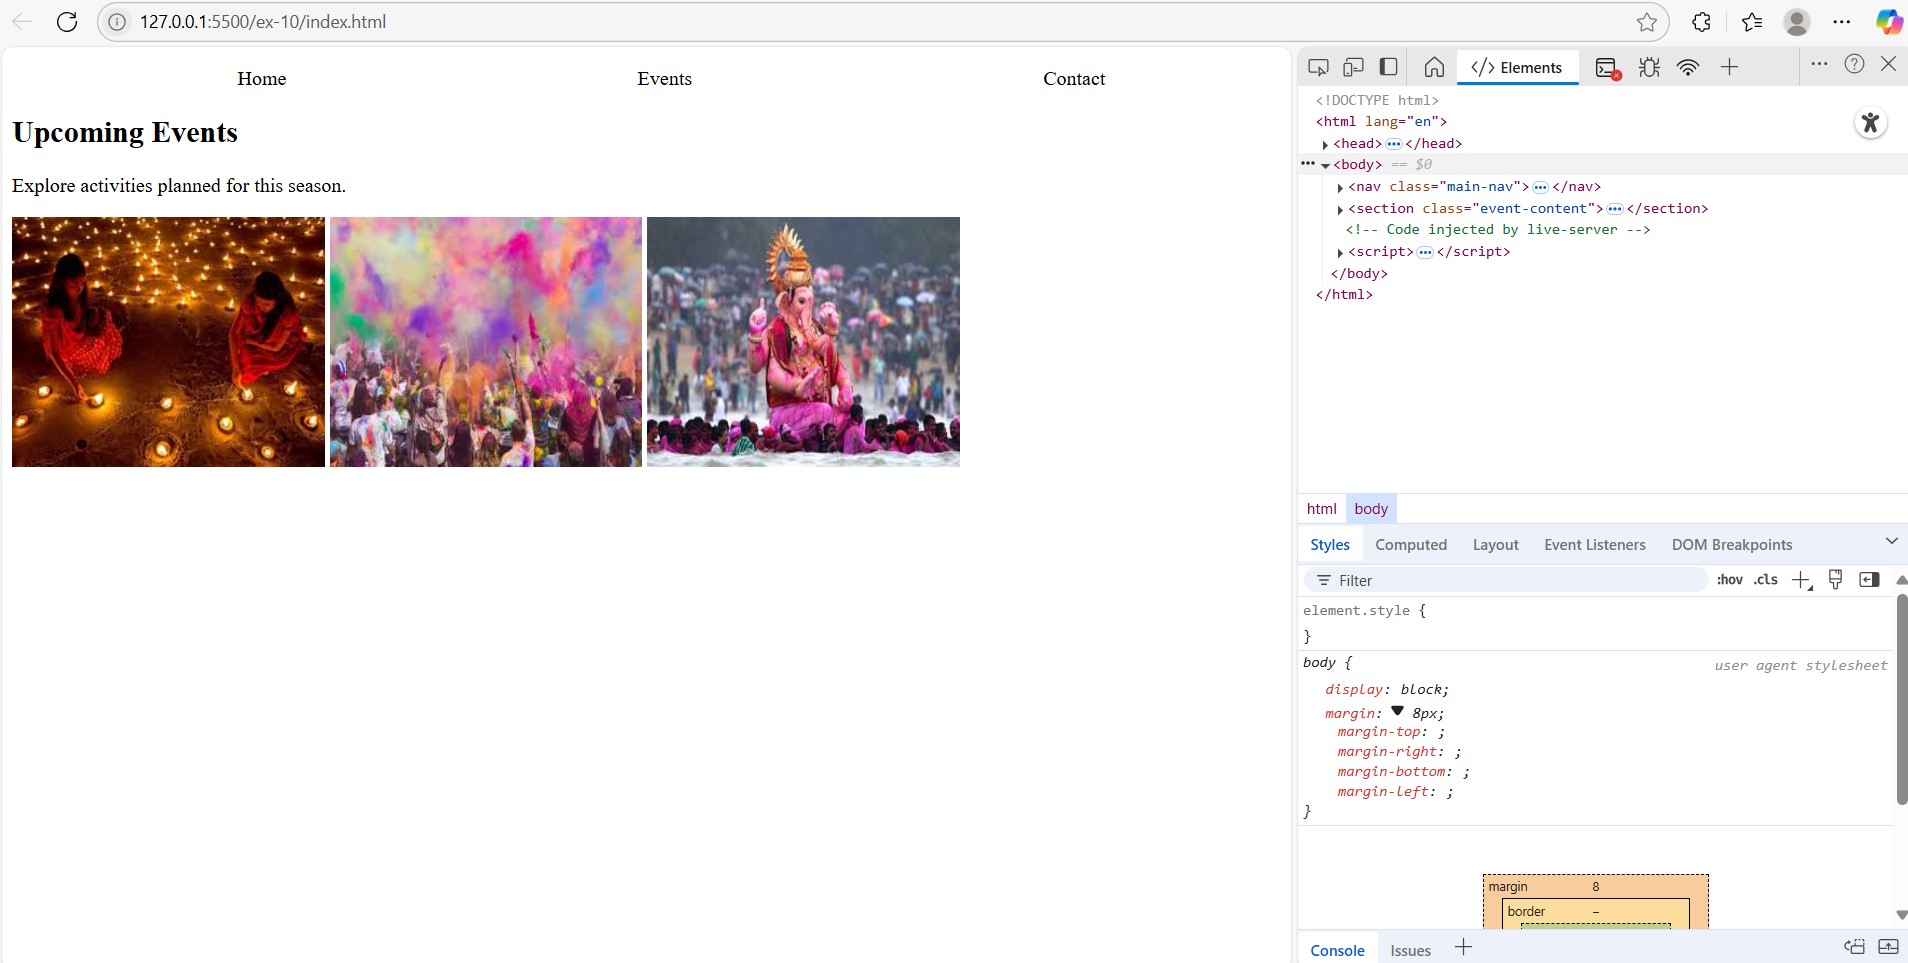 127.0.0.1:5500/ex-10/index.html
Home Events Contact
Upcoming Events
Explore activities planned for this season.
</> Elements
<!DOCTYPE html>
<html lang="en">
<head>•••</head>
••• <body> == $0
<nav class="main-nav">•••</nav>
<section class="event-content">•••</section>
<!-- Code injected by live-server -->
<script>•••</script>
</body>
</html>
html body
Styles Computed Layout Event Listeners DOM Breakpoints
Filter :hov .cls
element.style {
}
body { user agent stylesheet
display: block;
margin: 8px;
margin-top: ;
margin-right: ;
margin-bottom: ;
margin-left: ;
}
margin 8
border –
Console Issues